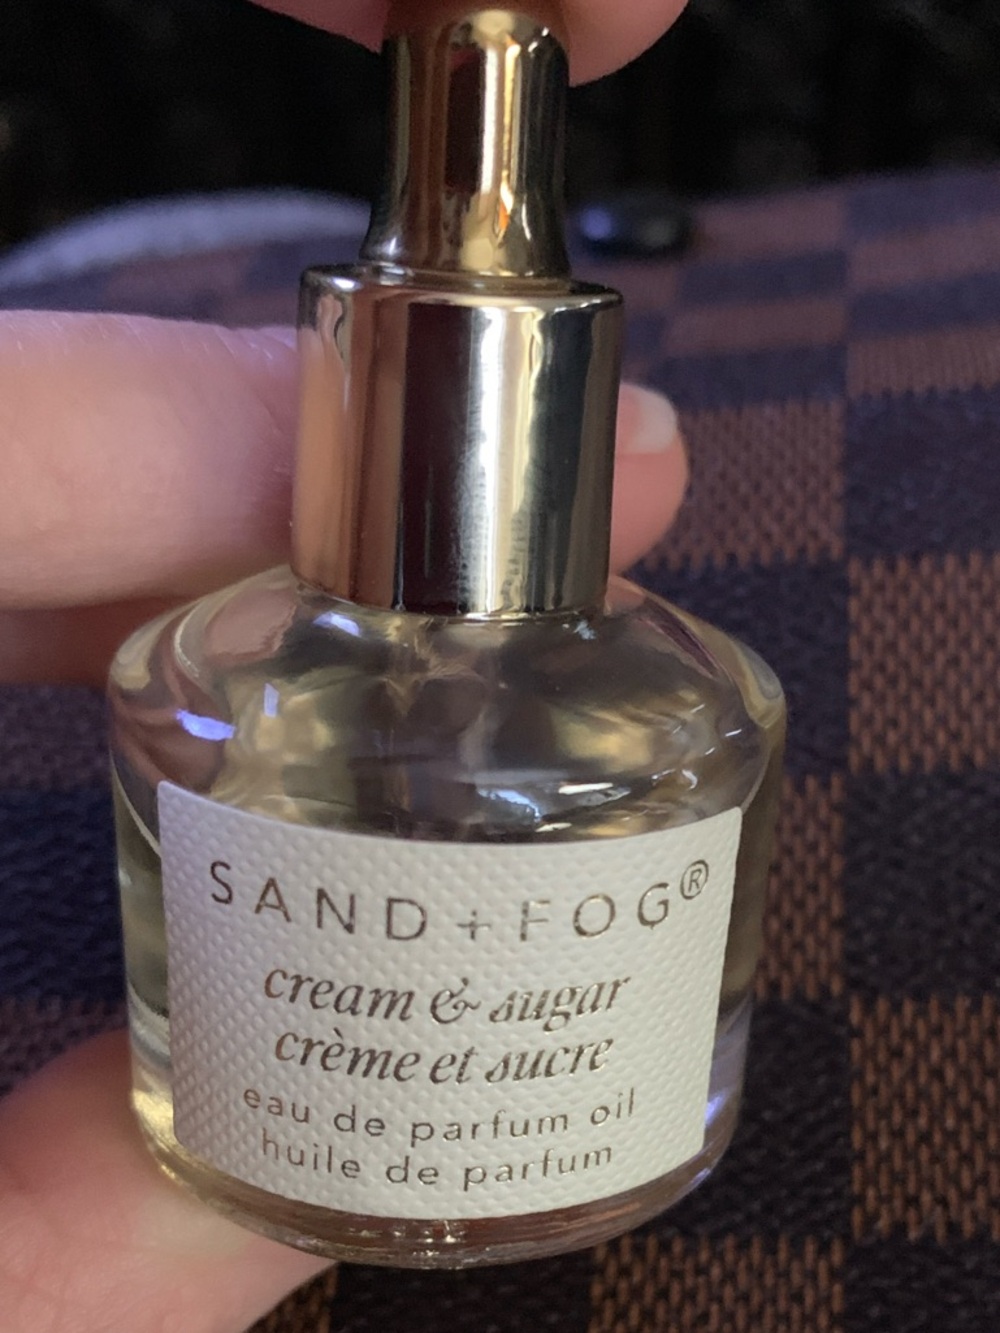 SAND+FOG®
cream & sugar
crème et sucre
eau de parfum oil
huile de parfum